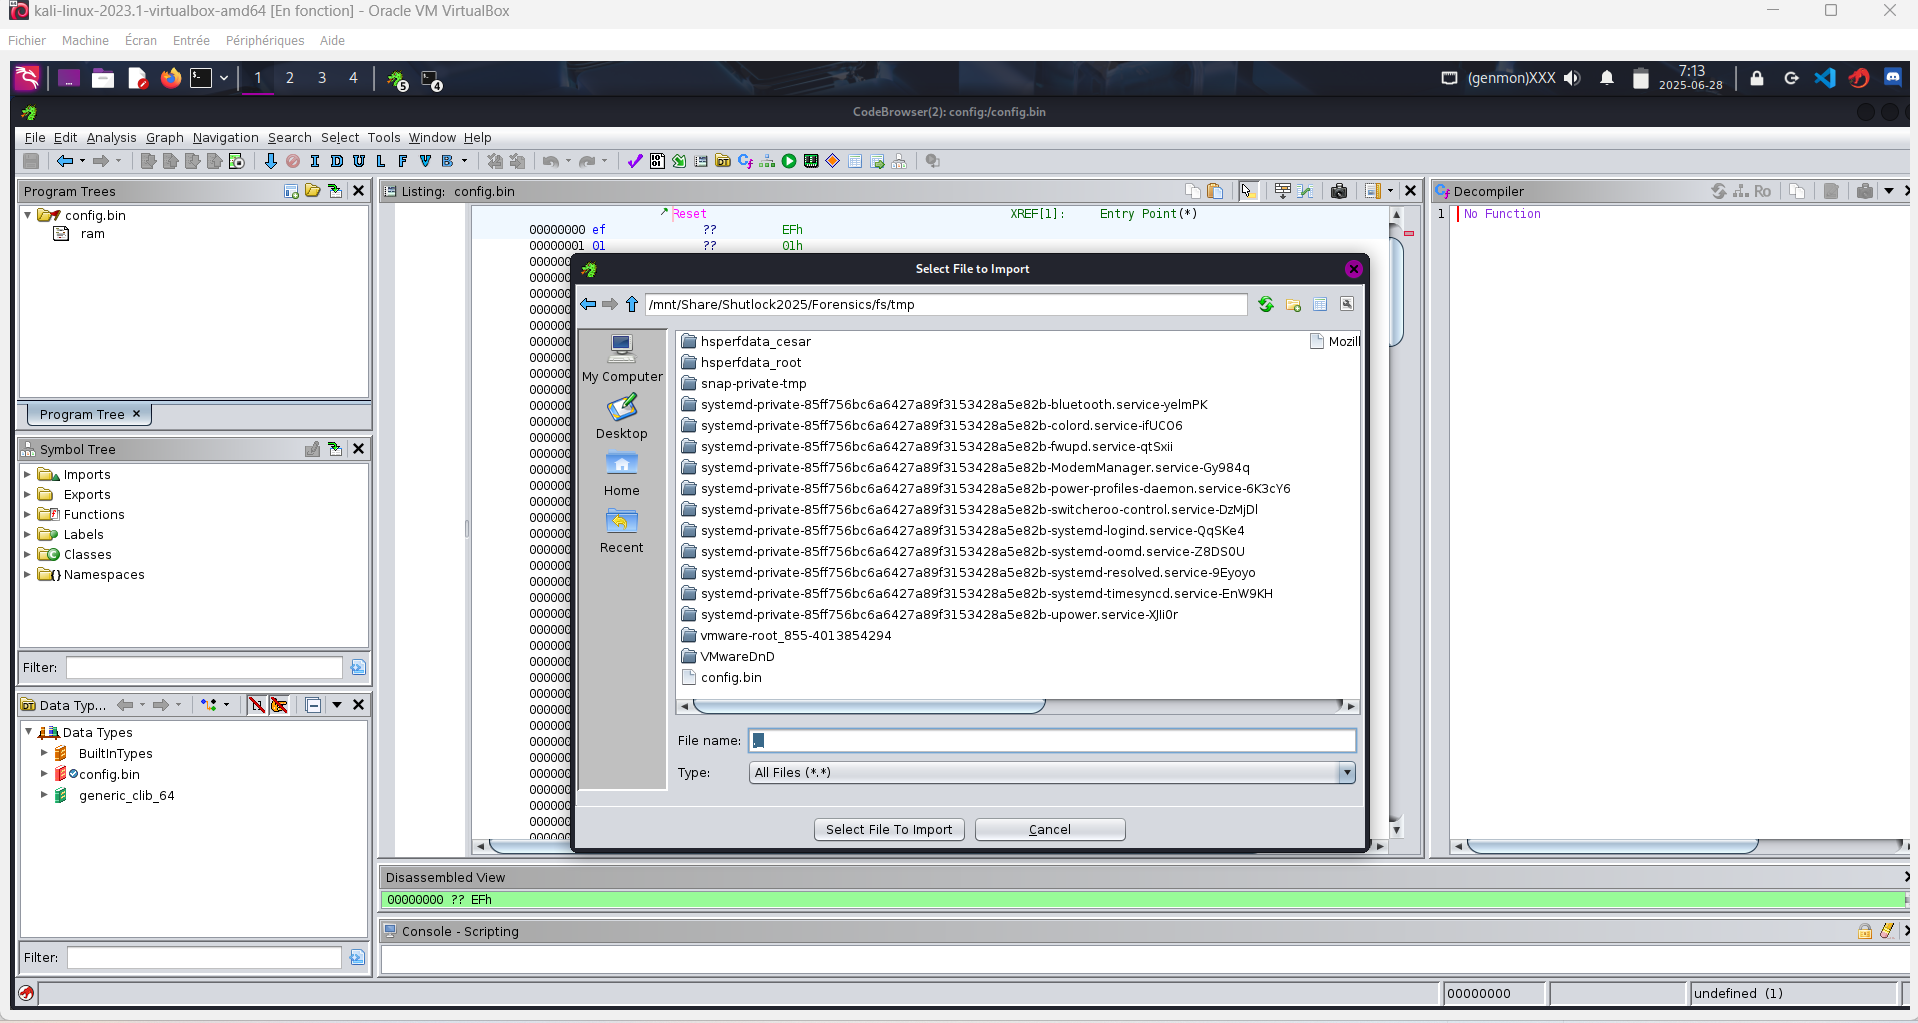 kali-linux-2023.1-virtualbox-amd64 [En fonction] - Oracle VM VirtualBox
Fichier Machine Écran Entrée Périphériques Aide
1 2 3 4 5 4 (genmon)XXX 7:13
2025-06-28
CodeBrowser(2): config:/config.bin
File Edit Analysis Graph Navigation Search Select Tools Window Help
I D U L F V B
Program Trees
config.bin
ram
Program Tree
Listing: config.bin
Reset XREF[1]: Entry Point(*)
00000000 ef ?? EFh
00000001 01 ?? 01h
Decompiler
Ro
1 No Function
Select File to Import
/mnt/Share/Shutlock2025/Forensics/fs/tmp
My Computer
Desktop
Home
Recent
hsperfdata_cesar
hsperfdata_root
snap-private-tmp
systemd-private-85ff756bc6a6427a89f3153428a5e82b-bluetooth.service-yelmPK
systemd-private-85ff756bc6a6427a89f3153428a5e82b-colord.service-ifUCO6
systemd-private-85ff756bc6a6427a89f3153428a5e82b-fwupd.service-qtSxii
systemd-private-85ff756bc6a6427a89f3153428a5e82b-ModemManager.service-Gy984q
systemd-private-85ff756bc6a6427a89f3153428a5e82b-power-profiles-daemon.service-6K3cY6
systemd-private-85ff756bc6a6427a89f3153428a5e82b-switcheroo-control.service-DzMjDl
systemd-private-85ff756bc6a6427a89f3153428a5e82b-systemd-logind.service-QqSKe4
systemd-private-85ff756bc6a6427a89f3153428a5e82b-systemd-oomd.service-Z8DS0U
systemd-private-85ff756bc6a6427a89f3153428a5e82b-systemd-resolved.service-9Eyoyo
systemd-private-85ff756bc6a6427a89f3153428a5e82b-systemd-timesyncd.service-EnW9KH
systemd-private-85ff756bc6a6427a89f3153428a5e82b-upower.service-XJli0r
vmware-root_855-4013854294
VMwareDnD
config.bin
Mozill
File name:
Type: All Files (*.*)
Select File To Import Cancel
Symbol Tree
Imports
Exports
Functions
Labels
Classes
Namespaces
Filter:
Data Typ...
Data Types
BuiltInTypes
config.bin
generic_clib_64
Filter:
Disassembled View
00000000 ?? EFh
Console - Scripting
00000000 undefined (1)